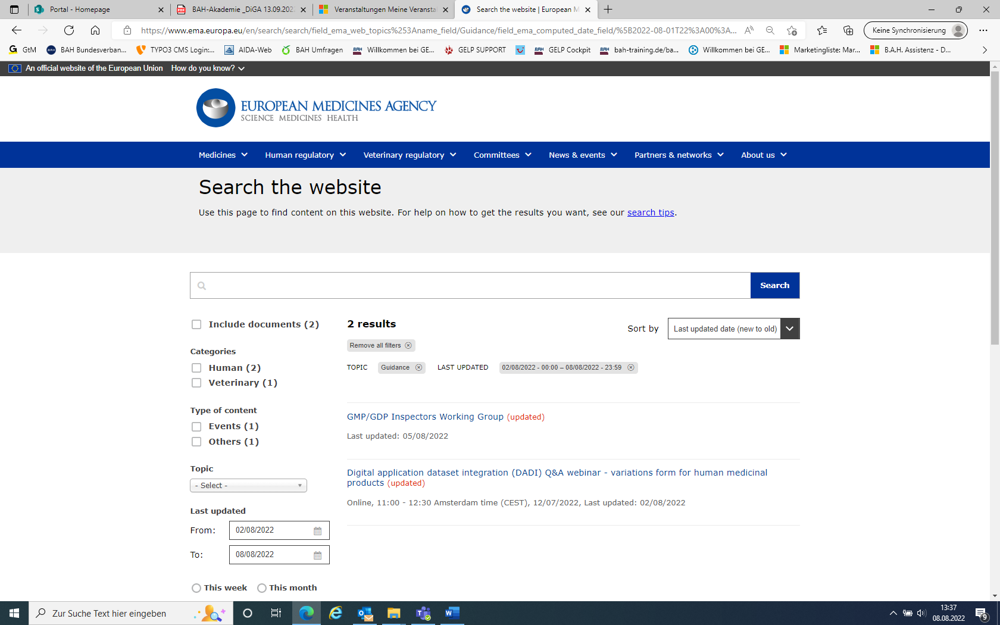 Portal - Homepage
BAH-Akademie _DiGA 13.09.202
Veranstaltungen Meine Veransta
Search the website | European M
https://www.ema.europa.eu/en/search/search/field_ema_web_topics%253Aname_field/Guidance/field_ema_computed_date_field/%5B2022-08-01T22%3A00%3A...
Keine Synchronisierung
GtM
BAH Bundesverban...
TYPO3 CMS Login:...
AIDA-Web
BAH Umfragen
BAH Willkommen bei GE...
GELP SUPPORT
BAH GELP Cockpit
BAH bah-training.de/ba...
Willkommen bei GE...
Marketingliste: Mar...
B.A.H. Assistenz - D...
An official website of the European Union How do you know?
EUROPEAN MEDICINES AGENCY
SCIENCE MEDICINES HEALTH
Medicines Human regulatory Veterinary regulatory Committees News & events Partners & networks About us
Search the website
Use this page to find content on this website. For help on how to get the results you want, see our search tips.
Search
Include documents (2)
Categories
Human (2)
Veterinary (1)
Type of content
Events (1)
Others (1)
Topic
- Select -
Last updated
From: 02/08/2022
To: 08/08/2022
This week This month
2 results
Sort by Last updated date (new to old)
Remove all filters
TOPIC Guidance LAST UPDATED 02/08/2022 - 00:00 – 08/08/2022 - 23:59
GMP/GDP Inspectors Working Group (updated)
Last updated: 05/08/2022
Digital application dataset integration (DADI) Q&A webinar - variations form for human medicinal
products (updated)
Online, 11:00 - 12:30 Amsterdam time (CEST), 12/07/2022, Last updated: 02/08/2022
Zur Suche Text hier eingeben
13:37
08.08.2022
9